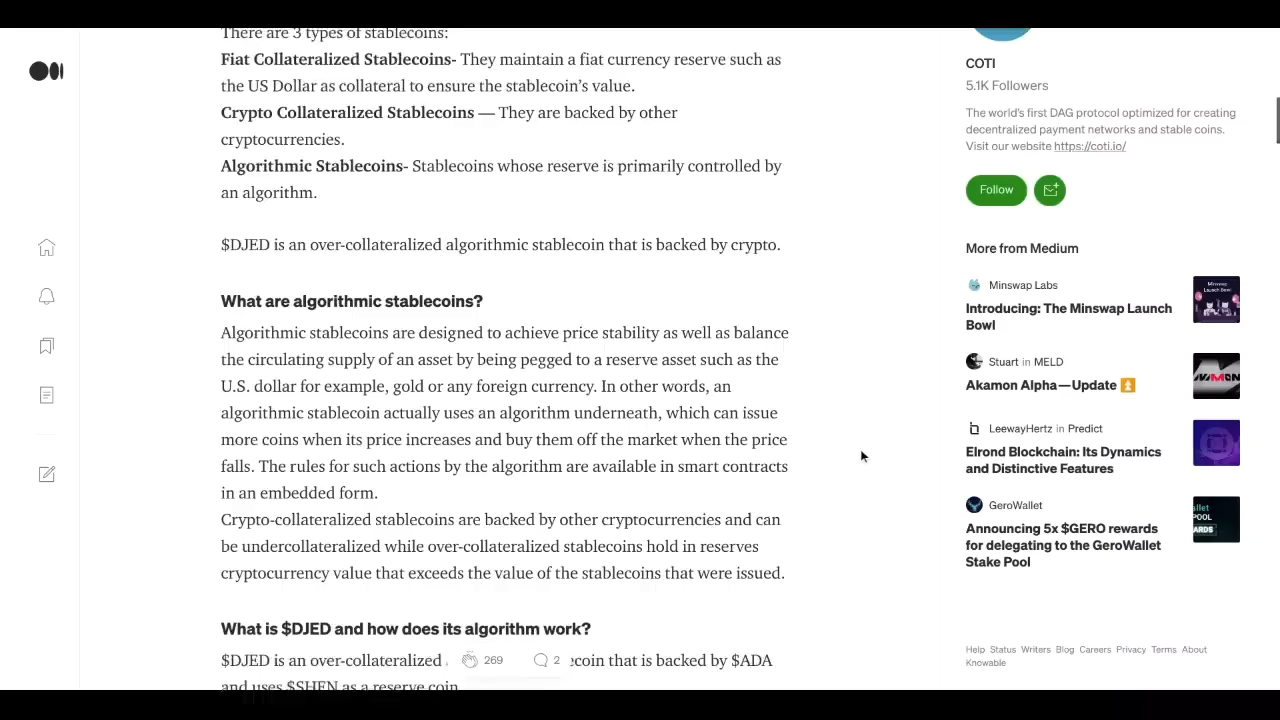 There are 3 types of stablecoins:
Fiat Collateralized Stablecoins- They maintain a fiat currency reserve such as
the US Dollar as collateral to ensure the stablecoin’s value.
Crypto Collateralized Stablecoins — They are backed by other
cryptocurrencies.
Algorithmic Stablecoins- Stablecoins whose reserve is primarily controlled by
an algorithm.
$DJED is an over-collateralized algorithmic stablecoin that is backed by crypto.
What are algorithmic stablecoins?
Algorithmic stablecoins are designed to achieve price stability as well as balance
the circulating supply of an asset by being pegged to a reserve asset such as the
U.S. dollar for example, gold or any foreign currency. In other words, an
algorithmic stablecoin actually uses an algorithm underneath, which can issue
more coins when its price increases and buy them off the market when the price
falls. The rules for such actions by the algorithm are available in smart contracts
in an embedded form.
Crypto-collateralized stablecoins are backed by other cryptocurrencies and can
be undercollateralized while over-collateralized stablecoins hold in reserves
cryptocurrency value that exceeds the value of the stablecoins that were issued.
What is $DJED and how does its algorithm work?
$DJED is an over-collateralized 269 2 coin that is backed by $ADA
and uses $SHEN as a reserve coin
COTI
5.1K Followers
The world’s first DAG protocol optimized for creating
decentralized payment networks and stable coins.
Visit our website https://coti.io/
Follow
More from Medium
Minswap Labs
Introducing: The Minswap Launch
Bowl
Stuart in MELD
Akamon Alpha—Update
LeewayHertz in Predict
Elrond Blockchain: Its Dynamics
and Distinctive Features
GeroWallet
Announcing 5x $GERO rewards
for delegating to the GeroWallet
Stake Pool
Help Status Writers Blog Careers Privacy Terms About
Knowable